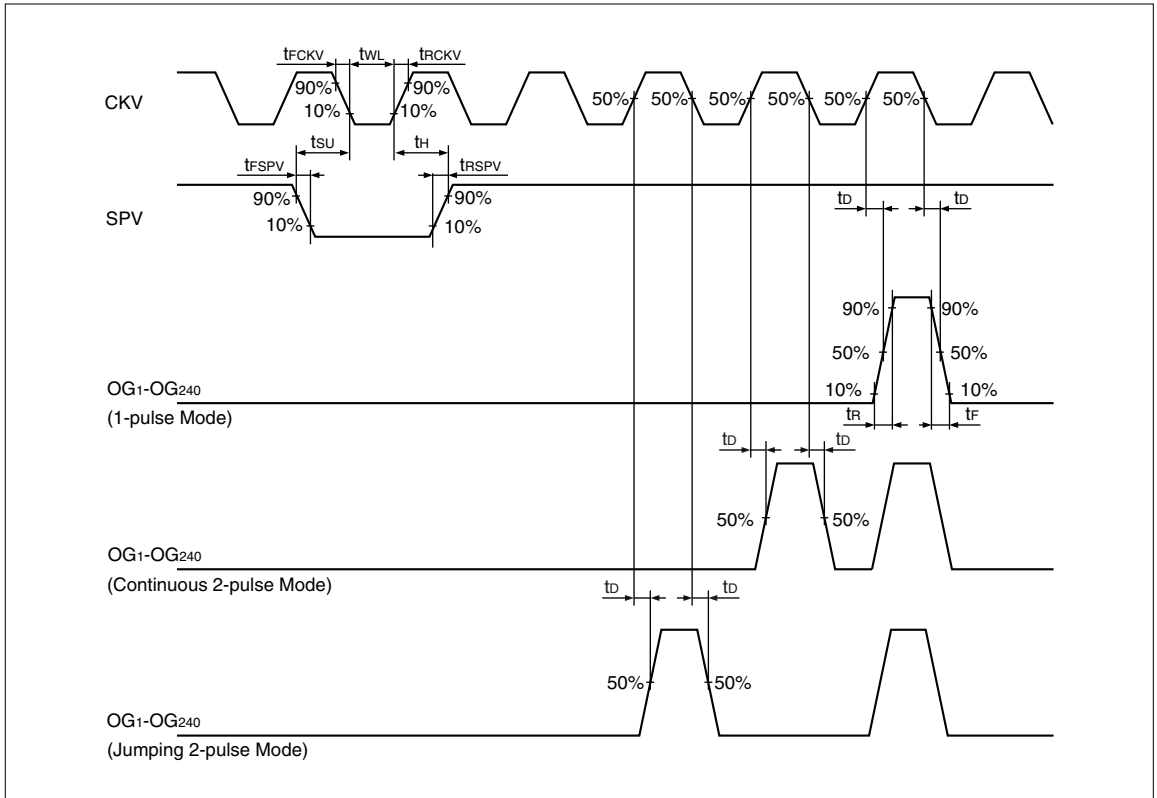 tFCKV tWL tRCKV
90% 90%
CKV 10% 10% 50% 50% 50% 50% 50% 50%
tSU tH
tFSPV tRSPV
90% 90%
SPV 10% 10%
tD tD
90% 90%
50% 50%
10% 10%
OG1-OG240
(1-pulse Mode)
tR tF
tD tD
50% 50%
OG1-OG240
(Continuous 2-pulse Mode)
tD tD
50% 50%
OG1-OG240
(Jumping 2-pulse Mode)